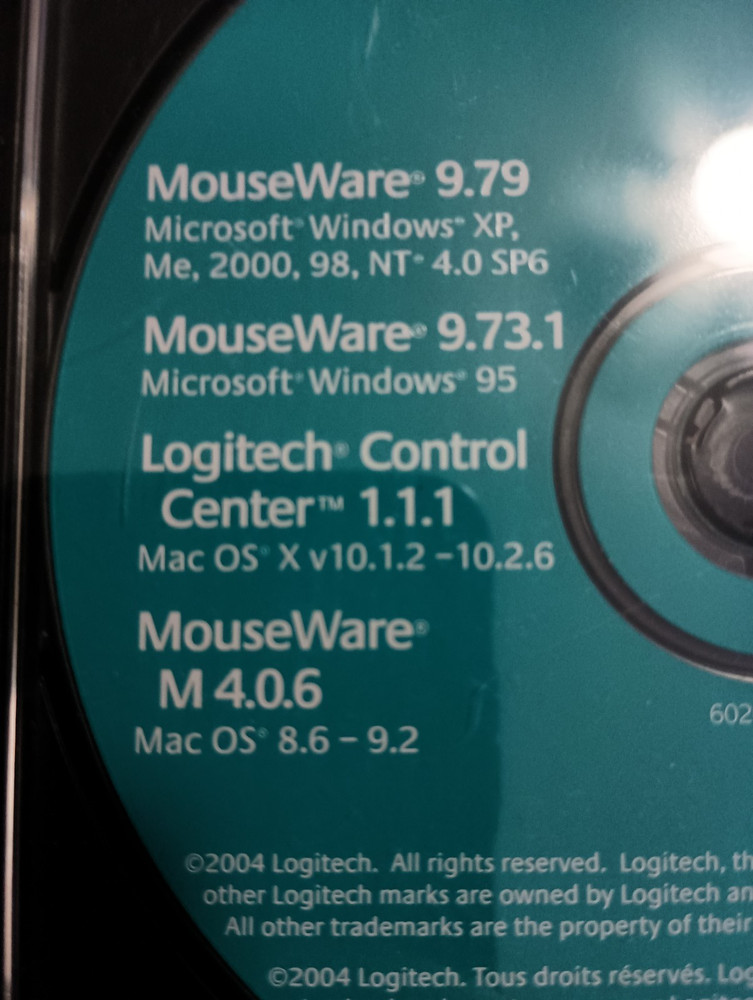 MouseWare® 9.79
Microsoft® Windows® XP,
Me, 2000, 98, NT® 4.0 SP6
MouseWare® 9.73.1
Microsoft® Windows® 95
Logitech® Control
Center™ 1.1.1
Mac OS® X v10.1.2 –10.2.6
MouseWare®
M 4.0.6
Mac OS® 8.6 – 9.2
602
©2004 Logitech. All rights reserved. Logitech, th
other Logitech marks are owned by Logitech an
All other trademarks are the property of their
©2004 Logitech. Tous droits réservés. Log